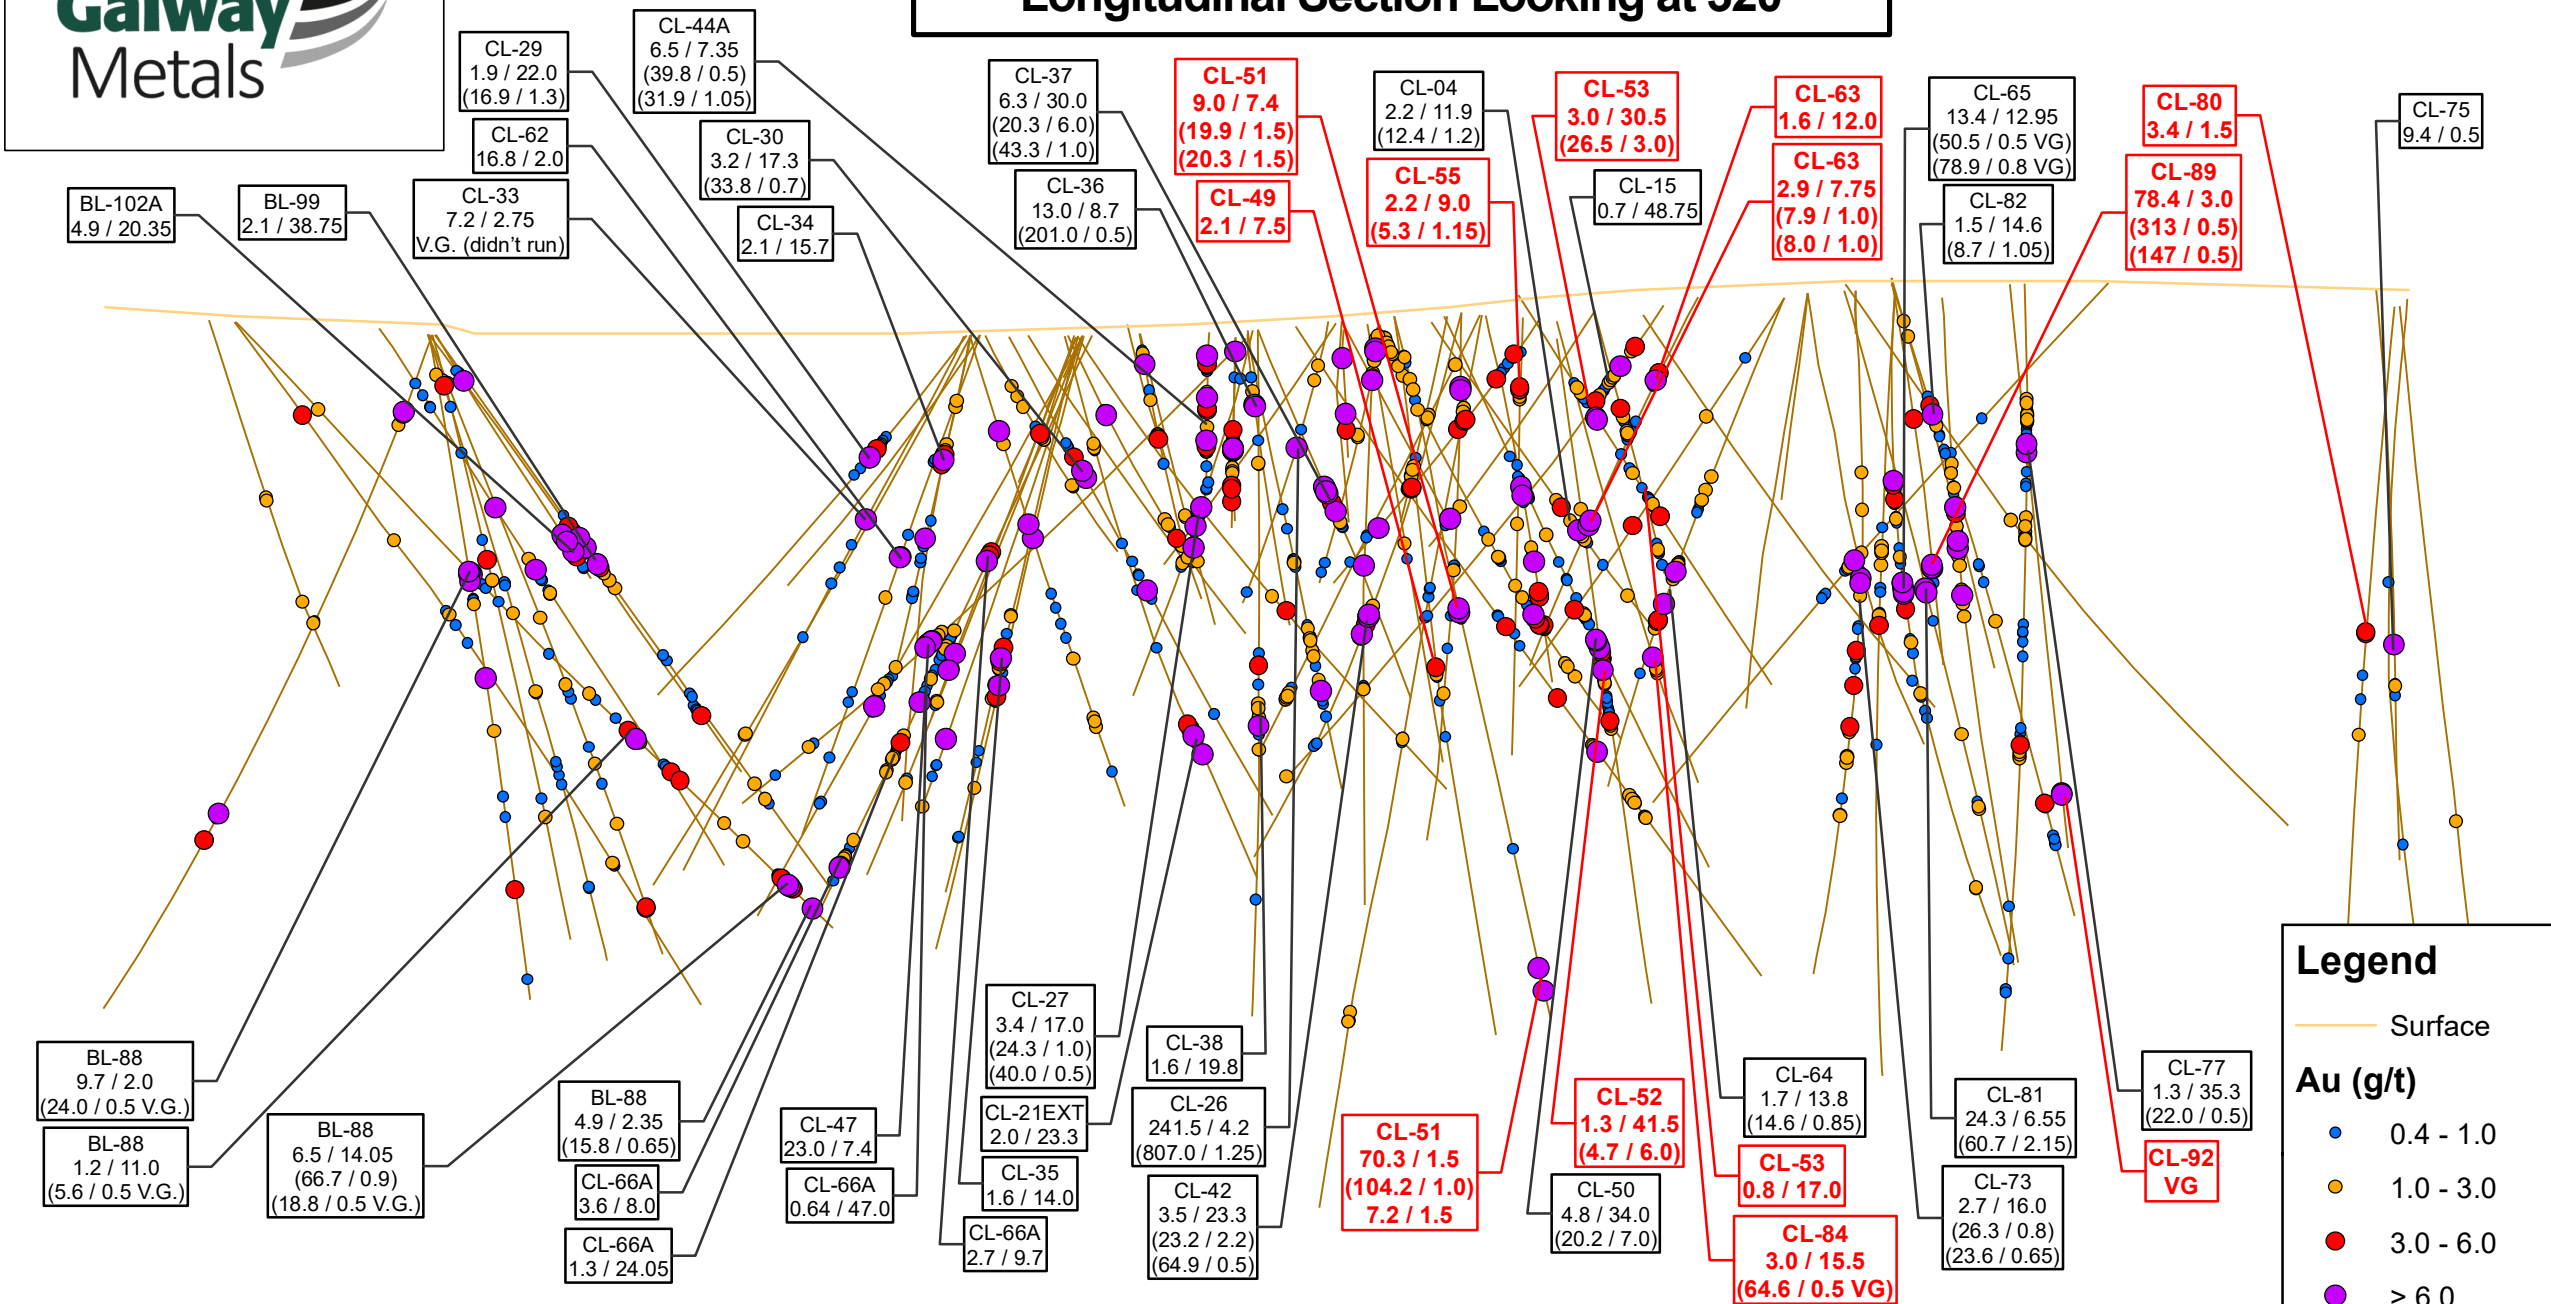 Galway
Metals
Longitudinal Section Looking at 320
CL-29
1.9 / 22.0
(16.9 / 1.3)
CL-44A
6.5 / 7.35
(39.8 / 0.5)
(31.9 / 1.05)
CL-62
16.8 / 2.0
CL-30
3.2 / 17.3
(33.8 / 0.7)
BL-102A
4.9 / 20.35
BL-99
2.1 / 38.75
CL-33
7.2 / 2.75
V.G. (didn't run)
CL-34
2.1 / 15.7
CL-37
6.3 / 30.0
(20.3 / 6.0)
(43.3 / 1.0)
CL-36
13.0 / 8.7
(201.0 / 0.5)
CL-51
9.0 / 7.4
(19.9 / 1.5)
(20.3 / 1.5)
CL-49
2.1 / 7.5
CL-04
2.2 / 11.9
(12.4 / 1.2)
CL-55
2.2 / 9.0
(5.3 / 1.15)
CL-53
3.0 / 30.5
(26.5 / 3.0)
CL-15
0.7 / 48.75
CL-63
1.6 / 12.0
CL-63
2.9 / 7.75
(7.9 / 1.0)
(8.0 / 1.0)
CL-65
13.4 / 12.95
(50.5 / 0.5 VG)
(78.9 / 0.8 VG)
CL-82
1.5 / 14.6
(8.7 / 1.05)
CL-80
3.4 / 1.5
CL-89
78.4 / 3.0
(313 / 0.5)
(147 / 0.5)
CL-75
9.4 / 0.5
BL-88
9.7 / 2.0
(24.0 / 0.5 V.G.)
BL-88
1.2 / 11.0
(5.6 / 0.5 V.G.)
BL-88
6.5 / 14.05
(66.7 / 0.9)
(18.8 / 0.5 V.G.)
BL-88
4.9 / 2.35
(15.8 / 0.65)
CL-66A
3.6 / 8.0
CL-66A
1.3 / 24.05
CL-47
23.0 / 7.4
CL-66A
0.64 / 47.0
CL-27
3.4 / 17.0
(24.3 / 1.0)
(40.0 / 0.5)
CL-21EXT
2.0 / 23.3
CL-35
1.6 / 14.0
CL-66A
2.7 / 9.7
CL-38
1.6 / 19.8
CL-26
241.5 / 4.2
(807.0 / 1.25)
CL-42
3.5 / 23.3
(23.2 / 2.2)
(64.9 / 0.5)
CL-51
70.3 / 1.5
(104.2 / 1.0)
7.2 / 1.5
CL-52
1.3 / 41.5
(4.7 / 6.0)
CL-50
4.8 / 34.0
(20.2 / 7.0)
CL-64
1.7 / 13.8
(14.6 / 0.85)
CL-53
0.8 / 17.0
CL-84
3.0 / 15.5
(64.6 / 0.5 VG)
CL-81
24.3 / 6.55
(60.7 / 2.15)
CL-73
2.7 / 16.0
(26.3 / 0.8)
(23.6 / 0.65)
CL-77
1.3 / 35.3
(22.0 / 0.5)
CL-92
VG
Legend
Surface
Au (g/t)
0.4 - 1.0
1.0 - 3.0
3.0 - 6.0
> 6.0